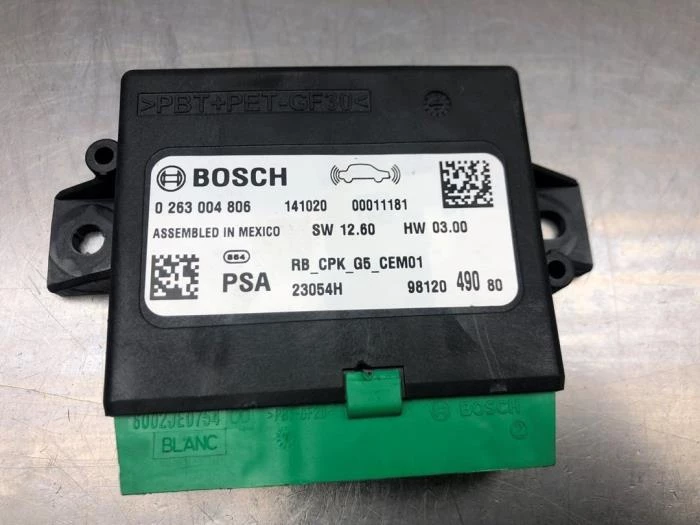 >PBT+PET-GF30<
BOSCH
0 263 004 806 141020 00011181
ASSEMBLED IN MEXICO SW 12.60 HW 03.00
564
RB_CPK_G5_CEM01
PSA 23054H 98120 490 80
BOSCH
BLANC